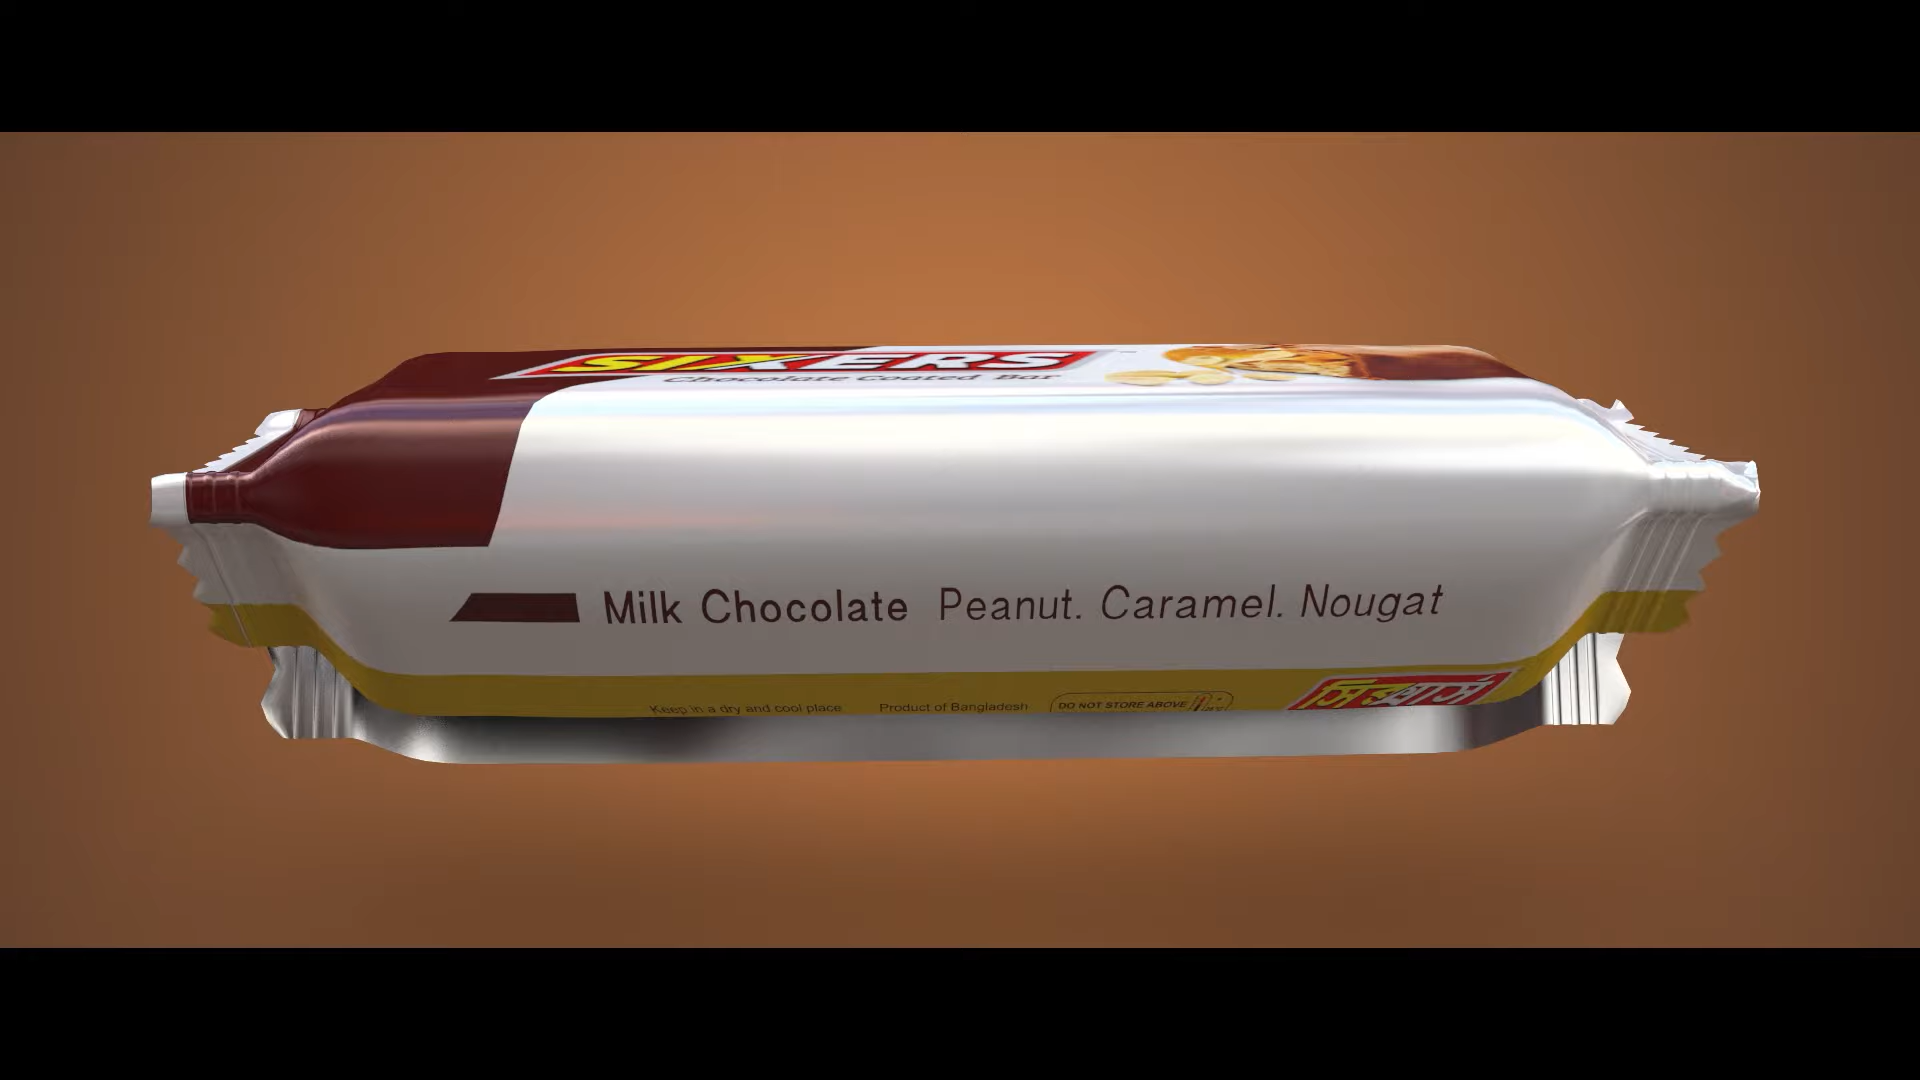 SIXERS
Chocolate Coated Bar
Milk Chocolate Peanut. Caramel. Nougat
Keep in a dry and cool place
Product of Bangladesh
DO NOT STORE ABOVE
সিক্সার্স